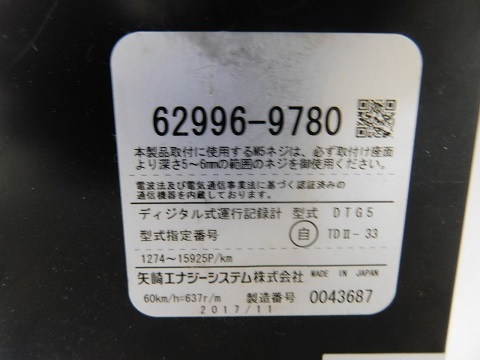 62996-9780
本製品取付に使用するM5ネジは、必ず取付け座面
より深さ5～6mmの範囲のネジを御使用ください。
電波法及び電気通信事業法に基づく認証済みの
通信機器を内蔵しております。
ディジタル式運行記録計 型式 DTG5
型式指定番号 自 TDⅡ-33
1274～15925P/km
矢崎エナジーシステム株式会社 MADE IN JAPAN
60km/h=637r/m 製造番号 0043687
2017/11